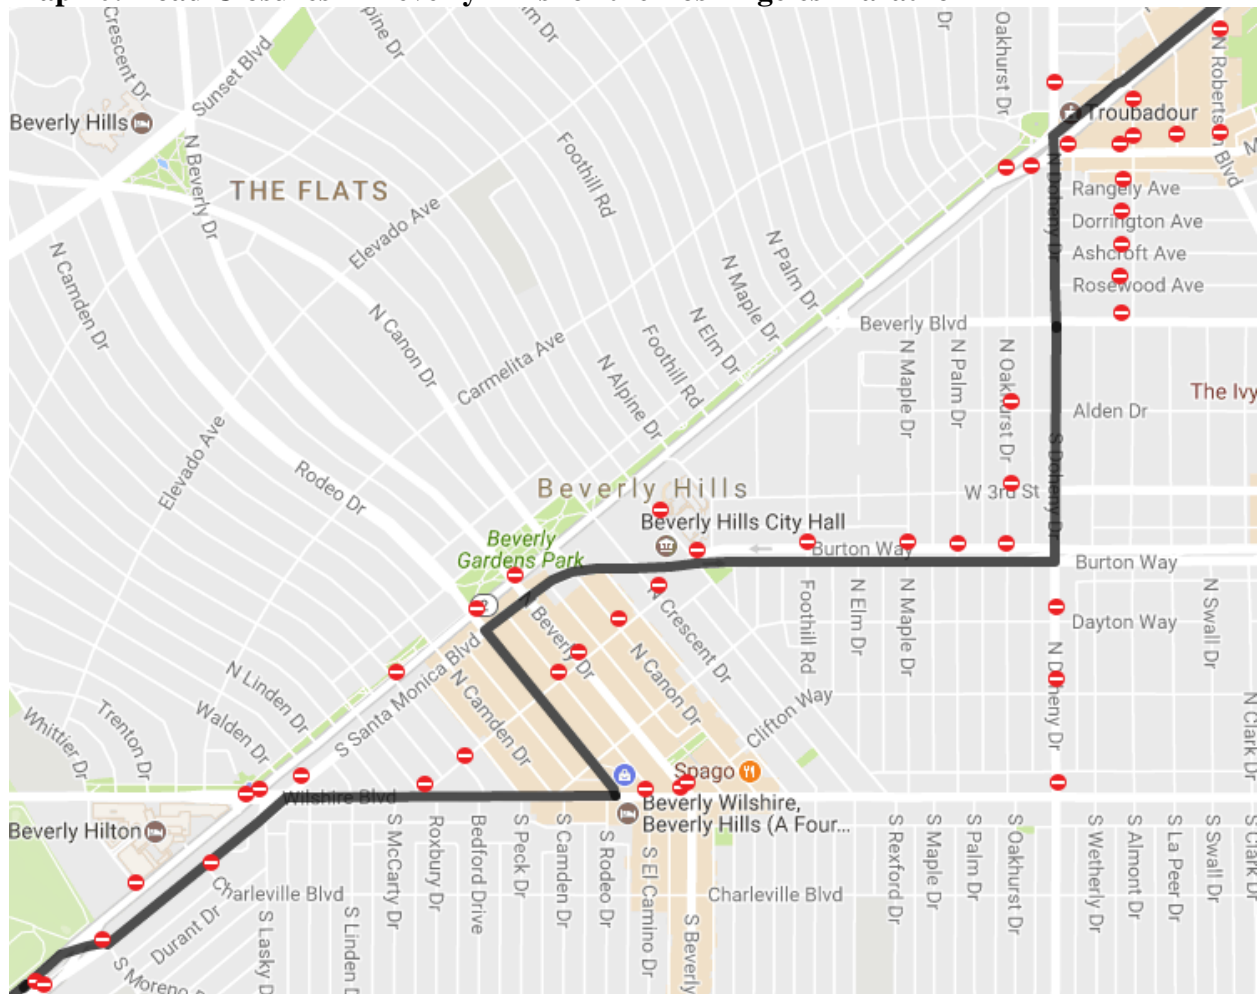 Crescent Dr
Sunset Blvd
pine Dr
m Dr
Dr
Oakhurst Dr
N Roberts n Blvd
Beverly Hills
Troubadour
N Beverly Dr
THE FLATS
Foothill Rd
N Doheny Dr
M
Rangely Ave
Dorrington Ave
Ashcroft Ave
Rosewood Ave
Elevado Ave
N Camden Dr
N Canon Dr
N Palm Dr
N Maple Dr
N Elm Dr
Foothill Rd
N Alpine Dr
Carmelita Ave
Beverly Blvd
N Maple Dr
N Palm Dr
N Oakhurst Dr
The Ivy
Alden Dr
S Doheny Dr
Elevado Ave
Rodeo Dr
Beverly Hills
W 3rd St
Beverly Hills City Hall
Beverly
Gardens Park
Burton Way
Burton Way
2
N Beverly Dr
N Crescent Dr
Foothill Rd
N Elm Dr
N Maple Dr
N Swall Dr
Dayton Way
N D heny Dr
N Linden Dr
S Santa Monica Blvd
N Camden Dr
N Canon Dr
Clifton Way
N Clark Dr
Whittier Dr
Trenton Dr
Walden Dr
Spago
Wilshire Blvd
Beverly Wilshire,
Beverly Hills (A Four...
Beverly Hilton
S McCarty Dr
Roxbury Dr
Bedford Drive
S Peck Dr
S Camden Dr
S Rodeo Dr
S El Camino Dr
S Beverly
S Rexford Dr
S Maple Dr
S Palm Dr
S Oakhurst Dr
S Wetherly Dr
S Almont Dr
S La Peer Dr
S Swall Dr
S Clark Dr
Charleville Blvd
Charleville Blvd
Durant Dr
S Lasky D
S Linden D
S Moreno D